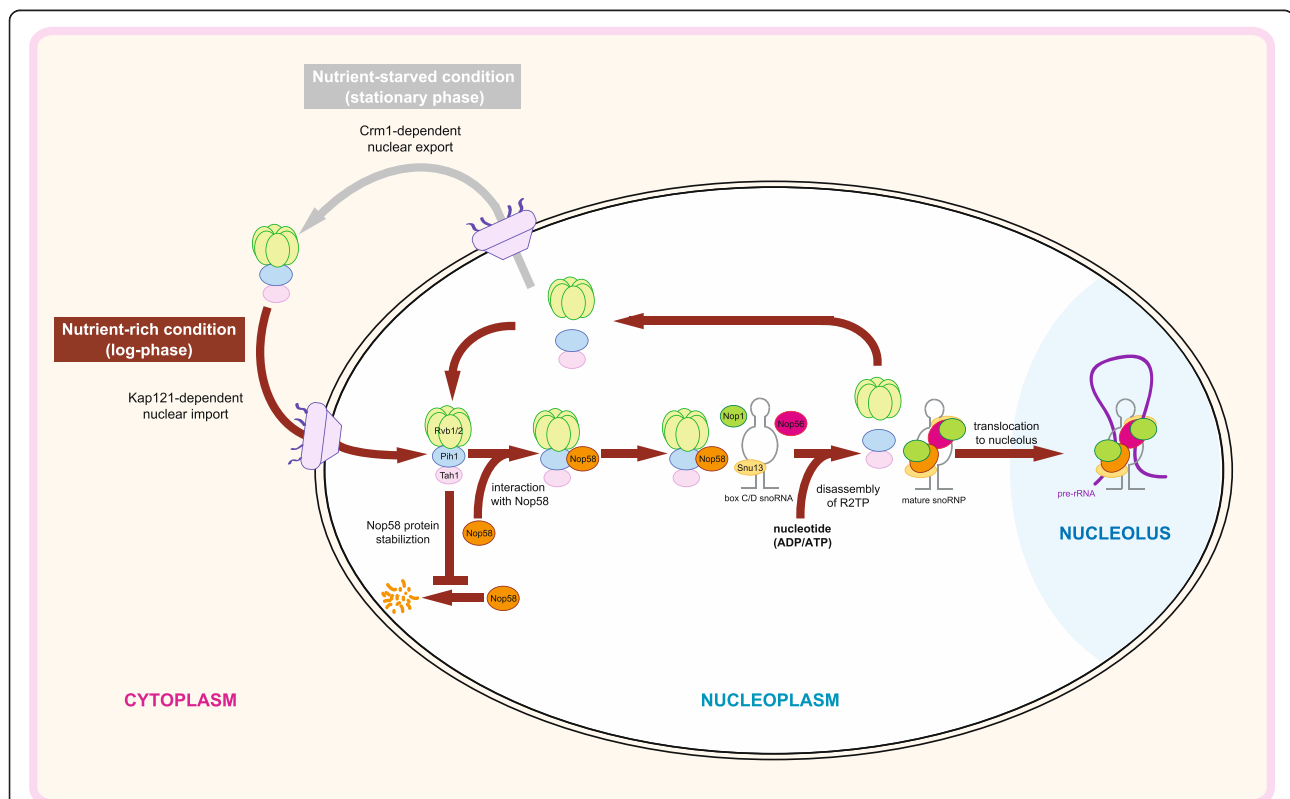 Nutrient-starved condition
(stationary phase)
Crm1-dependent
nuclear export
Nutrient-rich condition
(log-phase)
Kap121-dependent
nuclear import
Rvb1/2
Pih1
Tah1
interaction
with Nop58
Nop58
Nop58 protein
stabiliztion
Nop58
Nop58
Nop58
Nop1
Nop56
Snu13
box C/D snoRNA
nucleotide
(ADP/ATP)
disassembly
of R2TP
mature snoRNP
translocation
to nucleolus
pre-rRNA
NUCLEOLUS
CYTOPLASM
NUCLEOPLASM